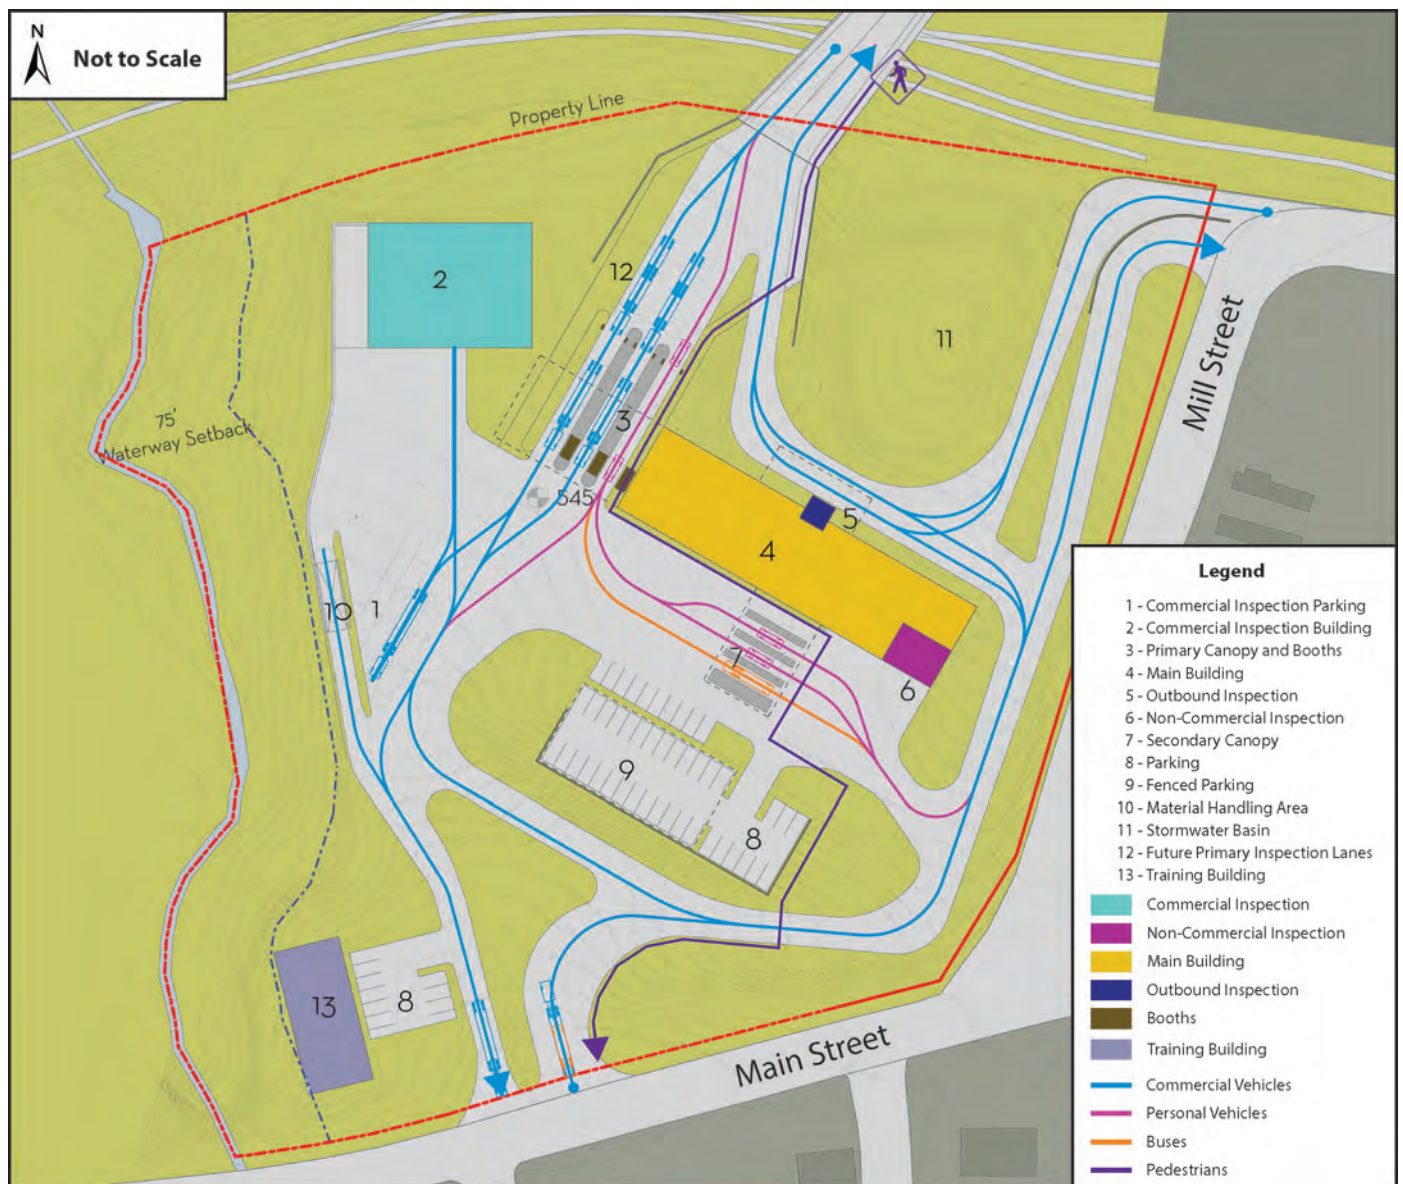 N
Not to Scale
Property Line
2
12
11
Mill Street
75'
Waterway Setback
3
545
5
4
10
1
7
6
9
8
13
8
Main Street
Legend
1 - Commercial Inspection Parking
2 - Commercial Inspection Building
3 - Primary Canopy and Booths
4 - Main Building
5 - Outbound Inspection
6 - Non-Commercial Inspection
7 - Secondary Canopy
8 - Parking
9 - Fenced Parking
10 - Material Handling Area
11 - Stormwater Basin
12 - Future Primary Inspection Lanes
13 - Training Building
Commercial Inspection
Non-Commercial Inspection
Main Building
Outbound Inspection
Booths
Training Building
Commercial Vehicles
Personal Vehicles
Buses
Pedestrians